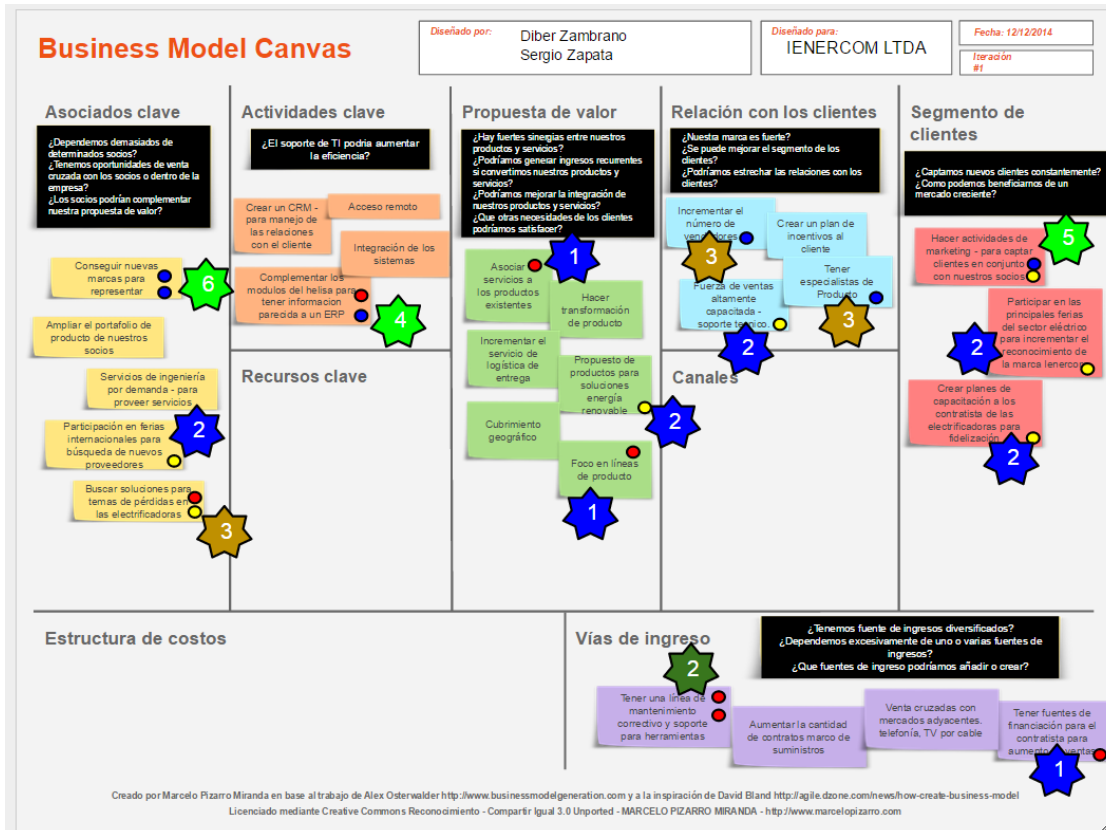 Business Model Canvas
Diseñado por:
Diber Zambrano
Sergio Zapata
Diseñado para:
IENERCOM LTDA
Fecha: 12/12/2014
Iteración
#1
Asociados clave
¿Dependemos demasiados de
determinados socios?
¿Tenemos oportunidades de venta
cruzada con los socios o dentro de la
empresa?
¿Los socios podrían complementar
nuestra propuesta de valor?
Conseguir nuevas
marcas para
representar
6
Ampliar el portafolio de
producto de nuestros
socios
Servicios de ingeniería
por demanda - para
proveer servicios
2
Participación en ferias
internacionales para
búsqueda de nuevos
proveedores
Buscar soluciones para
temas de pérdidas en
las electrificadoras
3
Actividades clave
¿El soporte de TI podria aumentar
la eficiencia?
Crear un CRM -
para manejo de
las relaciones
con el cliente
Acceso remoto
Integración de los
sistemas
Complementar los
modulos del helisa para
tener informacion
parecida a un ERP
4
Recursos clave
Propuesta de valor
¿Hay fuertes sinergias entre nuestros
productos y servicios?
¿Podríamos generar ingresos recurrentes
si convertimos nuestros productos y
servicios?
¿Podríamos mejorar la integración de
nuestros productos y servicios?
¿Que otras necesidades de los clientes
podríamos satisfacer?
1
Asociar
servicios a
los productos
existentes
Hacer
transformación
de producto
Incrementar el
servicio de
logística de
entrega
Propuesto de
productos para
soluciones
energía
renovable
2
Cubrimiento
geográfico
Foco en líneas
de producto
1
Relación con los clientes
¿Nuestra marca es fuerte?
¿Se puede mejorar el segmento de los
clientes?
¿Podríamos estrechar las relaciones con los
clientes?
Incrementar el
número de
3
Crear un plan de
incentivos al
cliente
Tener
especialistas de
Producto
3
Fuerza de ventas
altamente
capacitada -
soporte tecnico.
2
Canales
Segmento de
clientes
¿Captamos nuevos clientes constantemente?
¿Como podemos beneficiarnos de un
mercado creciente?
5
Hacer actividades de
marketing - para captar
clientes en conjunto
con nuestros socios
Participar en las
principales ferias
del sector eléctrico
para incrementar el
reconocimiento de
la marca Ienercom
2
Crear planes de
capacitación a los
contratista de las
electrificadoras para
fidelización
2
Estructura de costos
Vías de ingreso
¿Tenemos fuente de ingresos diversificados?
¿Dependemos excesivamente de uno o varias fuentes de
ingresos?
¿Que fuentes de ingreso podríamos añadir o crear?
2
Tener una línea de
mantenimiento
correctivo y soporte
para herramientas
Aumentar la cantidad
de contratos marco de
suministros
Venta cruzadas con
mercados adyacentes.
telefonía, TV por cable
Tener fuentes de
financiación para el
contratista para
aumento ventas
1
Creado por Marcelo Pizarro Miranda en base al trabajo de Alex Osterwalder http://www.businessmodelgeneration.com y a la inspiración de David Bland http://agile.dzone.com/news/how-create-business-model
Licenciado mediante Creative Commons Reconocimiento - Compartir Igual 3.0 Unported - MARCELO PIZARRO MIRANDA - http://www.marcelopizarro.com